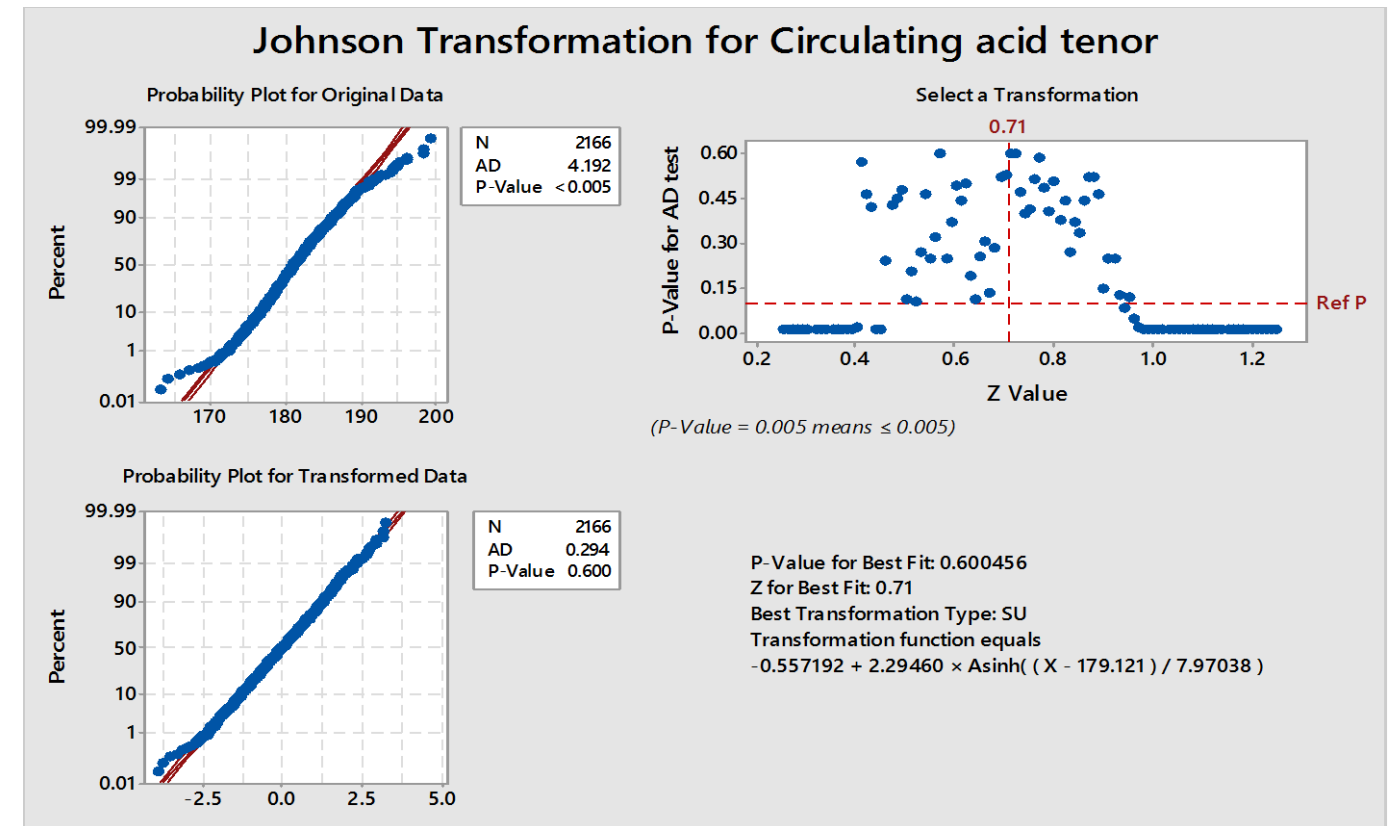 Johnson Transformation for Circulating acid tenor
Probability Plot for Original Data
99.99
99
90
50
10
1
0.01
Percent
170 180 190 200
N 2166
AD 4.192
P-Value <0.005
Select a Transformation
0.71
0.60
0.45
0.30
0.15
0.00
P-Value for AD test
Ref P
0.2 0.4 0.6 0.8 1.0 1.2
Z Value
(P-Value = 0.005 means ≤ 0.005)
Probability Plot for Transformed Data
99.99
99
90
50
10
1
0.01
Percent
-2.5 0.0 2.5 5.0
N 2166
AD 0.294
P-Value 0.600
P-Value for Best Fit: 0.600456
Z for Best Fit: 0.71
Best Transformation Type: SU
Transformation function equals
-0.557192 + 2.29460 × Asinh( ( X - 179.121 ) / 7.97038 )